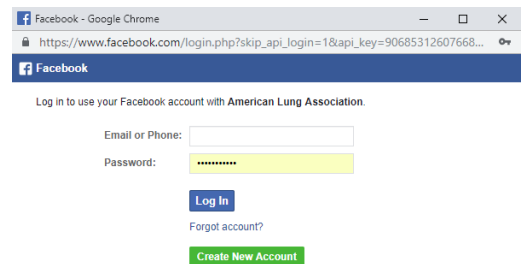 Facebook - Google Chrome
https://www.facebook.com/login.php?skip_api_login=1&api_key=90685312607668...
Facebook
Log in to use your Facebook account with American Lung Association.
Email or Phone:
Password: •••••••••••
Log In
Forgot account?
Create New Account